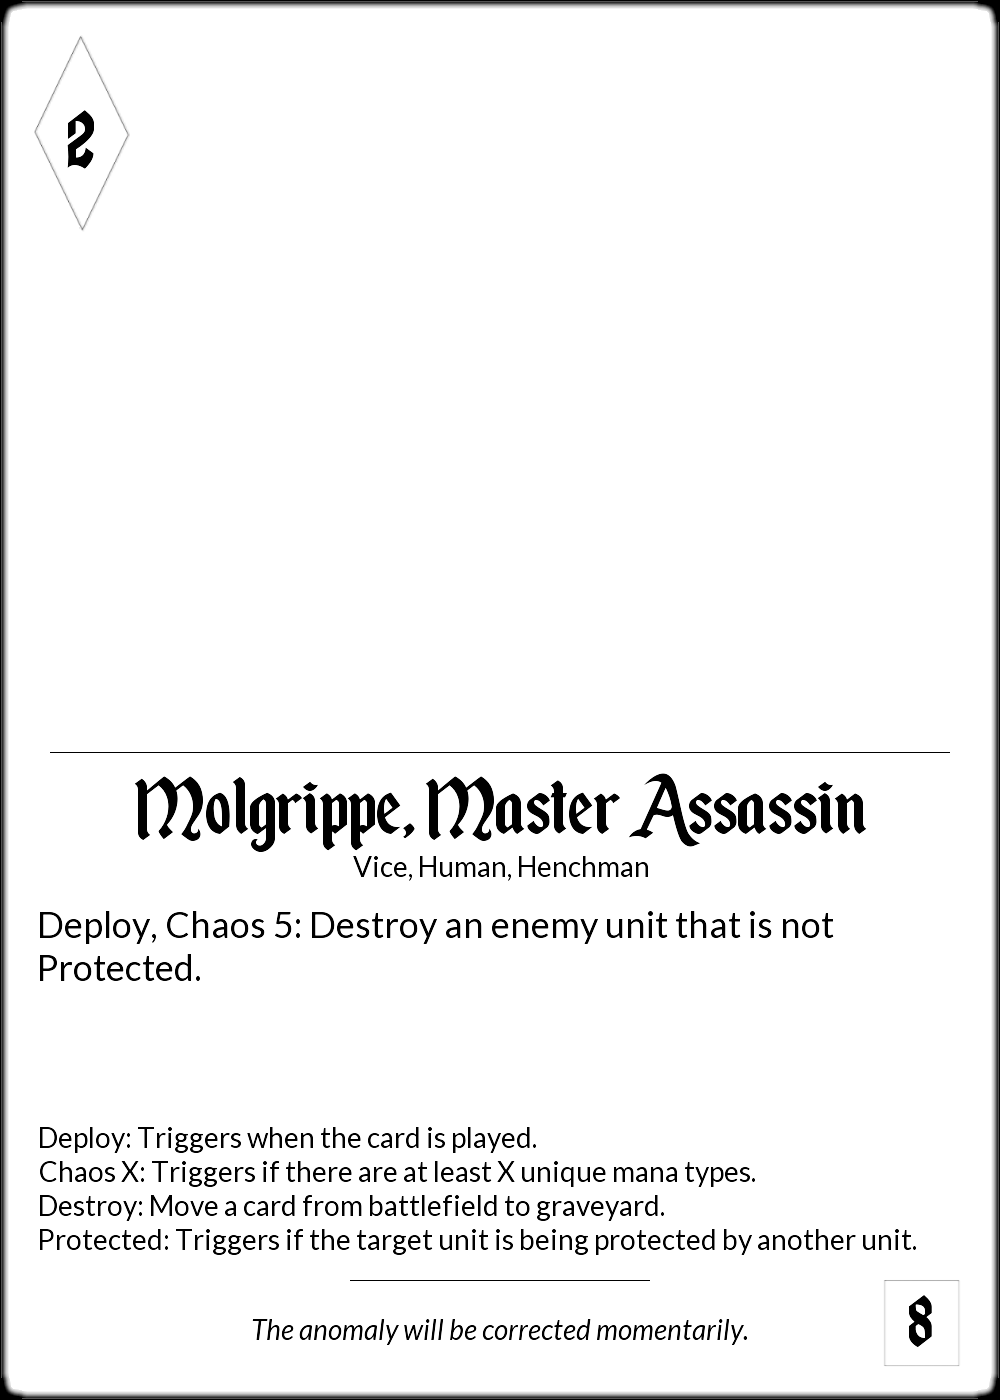 2
Molgrippe, Master Assassin
Vice, Human, Henchman
Deploy, Chaos 5: Destroy an enemy unit that is not
Protected.
Deploy: Triggers when the card is played.
Chaos X: Triggers if there are at least X unique mana types.
Destroy: Move a card from battlefield to graveyard.
Protected: Triggers if the target unit is being protected by another unit.
The anomaly will be corrected momentarily.
8